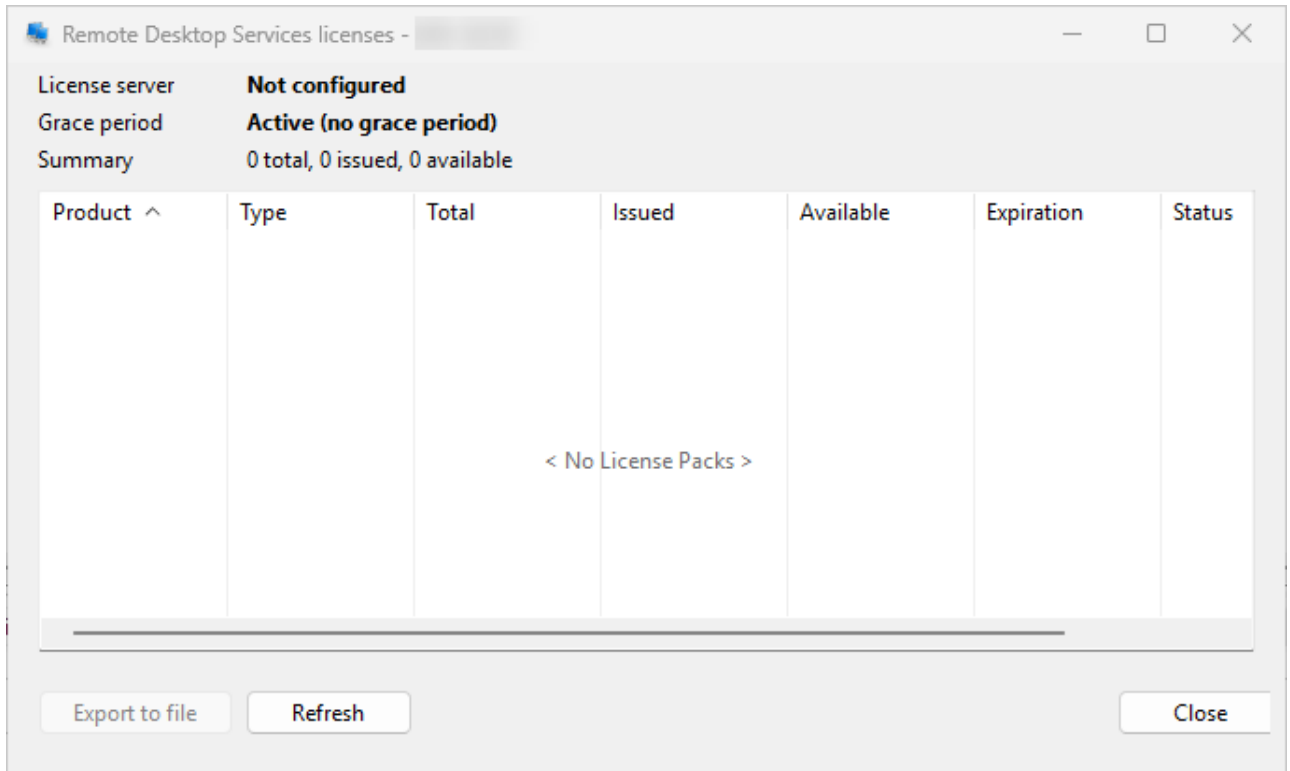 Remote Desktop Services licenses -
License server Not configured
Grace period Active (no grace period)
Summary 0 total, 0 issued, 0 available
Product Type Total Issued Available Expiration Status
< No License Packs >
Export to file Refresh Close